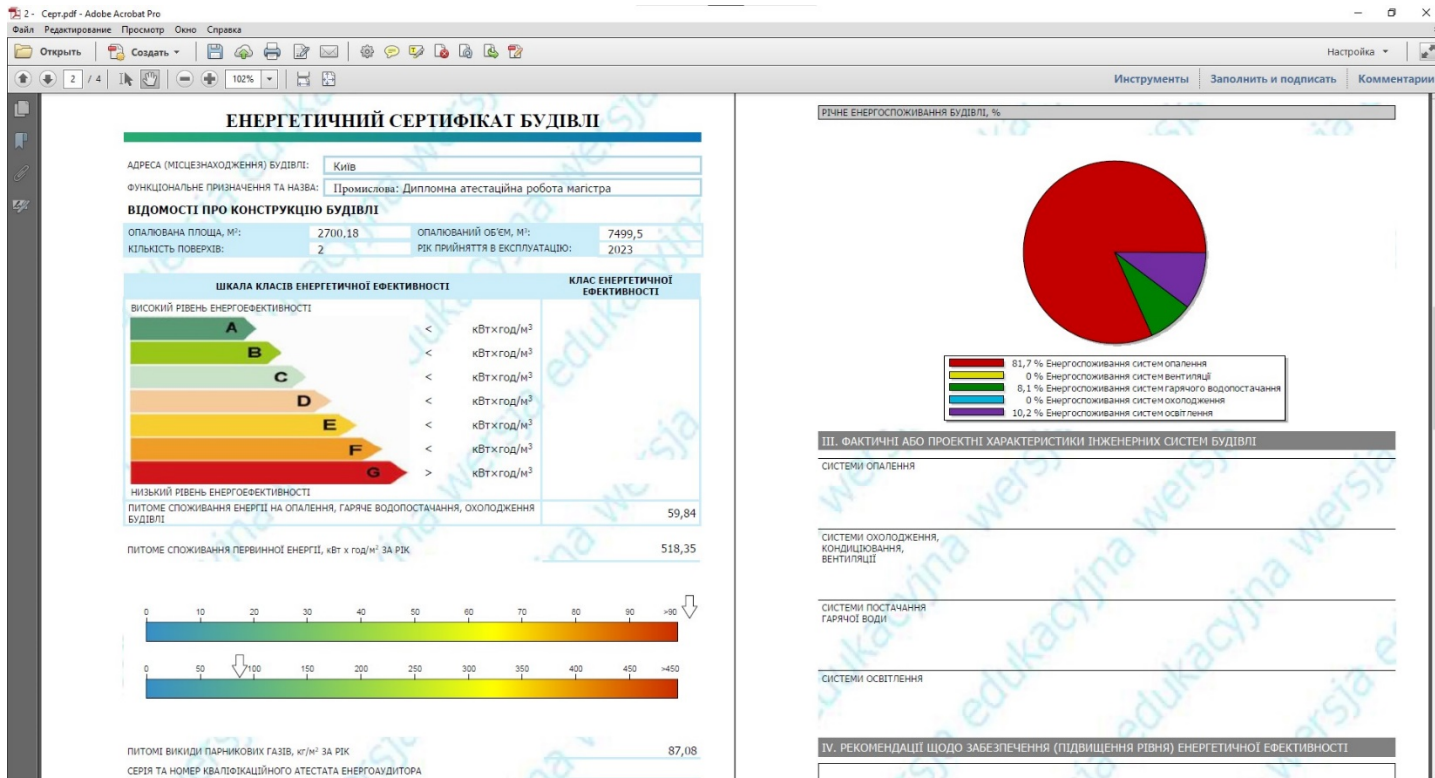 2 - Серт.pdf - Adobe Acrobat Pro
Файл Редактирование Просмотр Окно Справка
Открыть Создать Настройка
2 / 4 102% Инструменты Заполнить и подписать Комментарии
ЕНЕРГЕТИЧНИЙ СЕРТИФІКАТ БУДІВЛІ
АДРЕСА (МІСЦЕЗНАХОДЖЕННЯ) БУДІВЛІ: Київ
ФУНКЦІОНАЛЬНЕ ПРИЗНАЧЕННЯ ТА НАЗВА: Промислова: Дипломна атестаційна робота магістра
ВІДОМОСТІ ПРО КОНСТРУКЦІЮ БУДІВЛІ
ОПАЛЮВАНА ПЛОЩА, М²: 2700,18 ОПАЛЮВАНИЙ ОБ'ЄМ, М³: 7499,5
КІЛЬКІСТЬ ПОВЕРХІВ: 2 РІК ПРИЙНЯТТЯ В ЕКСПЛУАТАЦІЮ: 2023
ШКАЛА КЛАСІВ ЕНЕРГЕТИЧНОЇ ЕФЕКТИВНОСТІ
КЛАС ЕНЕРГЕТИЧНОЇ
ЕФЕКТИВНОСТІ
ВИСОКИЙ РІВЕНЬ ЕНЕРГОЕФЕКТИВНОСТІ
A < кВт×год/м³
B < кВт×год/м³
C < кВт×год/м³
D < кВт×год/м³
E < кВт×год/м³
F < кВт×год/м³
G > кВт×год/м³
НИЗЬКИЙ РІВЕНЬ ЕНЕРГОЕФЕКТИВНОСТІ
ПИТОМЕ СПОЖИВАННЯ ЕНЕРГІЇ НА ОПАЛЕННЯ, ГАРЯЧЕ ВОДОПОСТАЧАННЯ, ОХОЛОДЖЕННЯ
БУДІВЛІ 59,84
ПИТОМЕ СПОЖИВАННЯ ПЕРВИННОЇ ЕНЕРГІЇ, кВт x год/м² ЗА РІК 518,35
0 10 20 30 40 50 60 70 80 90 >90
0 50 100 150 200 250 300 350 400 450 >450
ПИТОМІ ВИКИДИ ПАРНИКОВИХ ГАЗІВ, кг/м² ЗА РІК 87,08
СЕРІЯ ТА НОМЕР КВАЛІФІКАЦІЙНОГО АТЕСТАТА ЕНЕРГОАУДИТОРА
РІЧНЕ ЕНЕРГОСПОЖИВАННЯ БУДІВЛІ, %
81,7 % Енергоспоживання систем опалення
0 % Енергоспоживання систем вентиляції
8,1 % Енергоспоживання систем гарячого водопостачання
0 % Енергоспоживання систем охолодження
10,2 % Енергоспоживання систем освітлення
III. ФАКТИЧНІ АБО ПРОЕКТНІ ХАРАКТЕРИСТИКИ ІНЖЕНЕРНИХ СИСТЕМ БУДІВЛІ
СИСТЕМИ ОПАЛЕННЯ
СИСТЕМИ ОХОЛОДЖЕННЯ,
КОНДИЦІЮВАННЯ,
ВЕНТИЛЯЦІЇ
СИСТЕМИ ПОСТАЧАННЯ
ГАРЯЧОЇ ВОДИ
СИСТЕМИ ОСВІТЛЕННЯ
IV. РЕКОМЕНДАЦІЇ ЩОДО ЗАБЕЗПЕЧЕННЯ (ПІДВИЩЕННЯ РІВНЯ) ЕНЕРГЕТИЧНОЇ ЕФЕКТИВНОСТІ
wersja edukacyjna